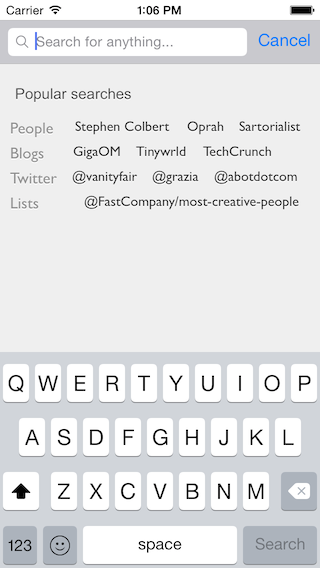 Carrier 1:06 PM
Search for anything... Cancel
Popular searches
People Stephen Colbert Oprah Sartorialist
Blogs GigaOM Tinywrld TechCrunch
Twitter @vanityfair @grazia @abotdotcom
Lists @FastCompany/most-creative-people
Q W E R T Y U I O P
A S D F G H J K L
Z X C V B N M
123 space Search